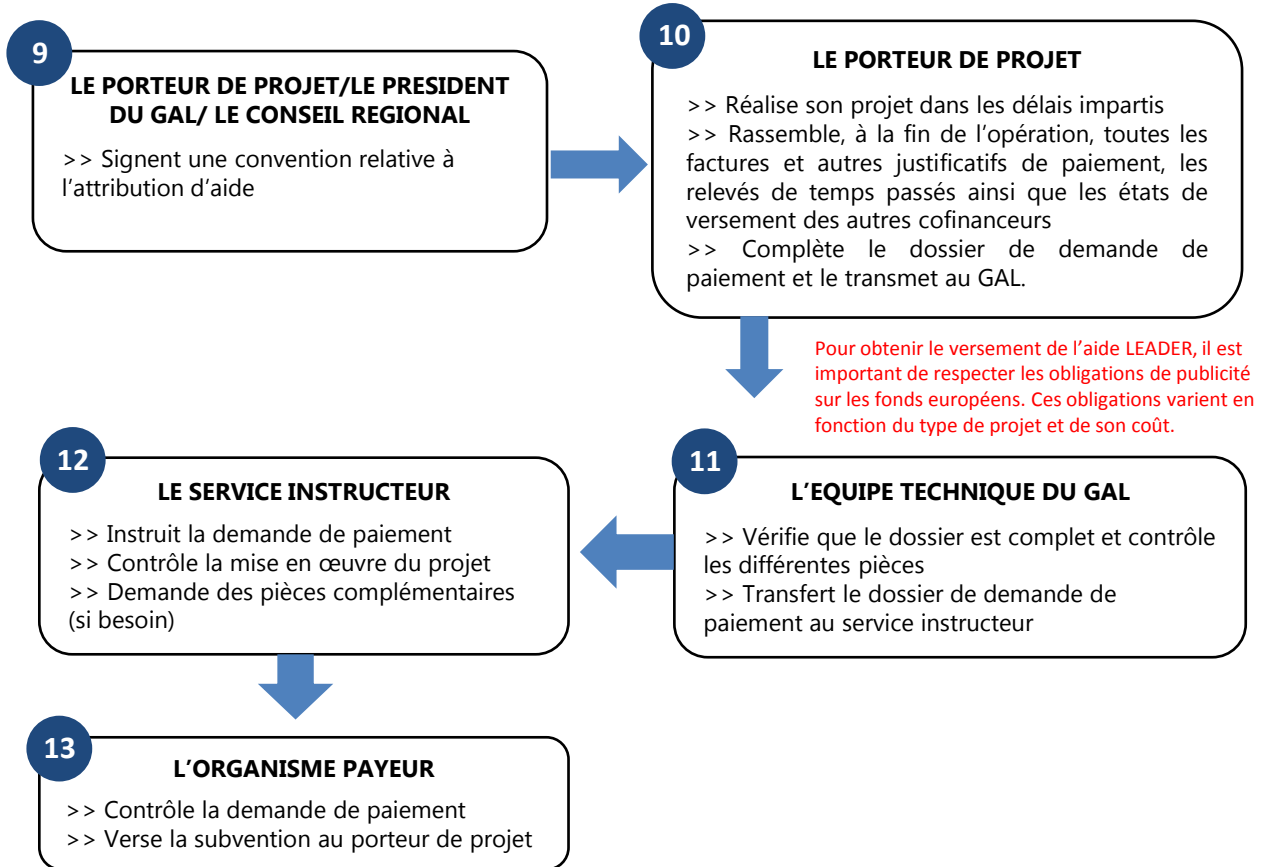 9
LE PORTEUR DE PROJET/LE PRESIDENT
DU GAL/ LE CONSEIL REGIONAL
>> Signent une convention relative à
l'attribution d'aide
10
LE PORTEUR DE PROJET
>> Réalise son projet dans les délais impartis
>> Rassemble, à la fin de l'opération, toutes les
factures et autres justificatifs de paiement, les
relevés de temps passés ainsi que les états de
versement des autres cofinanceurs
>> Complète le dossier de demande de
paiement et le transmet au GAL.
Pour obtenir le versement de l'aide LEADER, il est
important de respecter les obligations de publicité
sur les fonds européens. Ces obligations varient en
fonction du type de projet et de son coût.
11
L'EQUIPE TECHNIQUE DU GAL
>> Vérifie que le dossier est complet et contrôle
les différentes pièces
>> Transfert le dossier de demande de
paiement au service instructeur
12
LE SERVICE INSTRUCTEUR
>> Instruit la demande de paiement
>> Contrôle la mise en œuvre du projet
>> Demande des pièces complémentaires
(si besoin)
13
L'ORGANISME PAYEUR
>> Contrôle la demande de paiement
>> Verse la subvention au porteur de projet